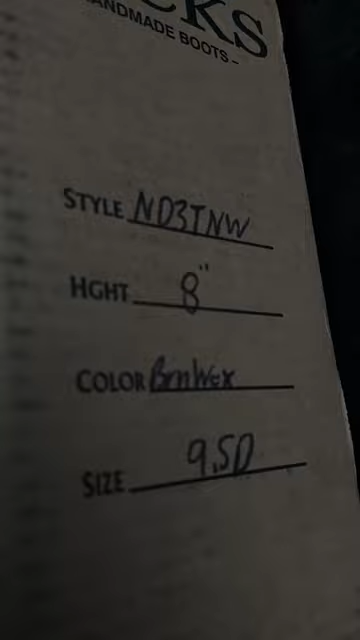 CKS
HANDMADE BOOTS -
STYLE ND3TNW
HGHT 8"
COLOR BrnWax
SIZE 9.5D